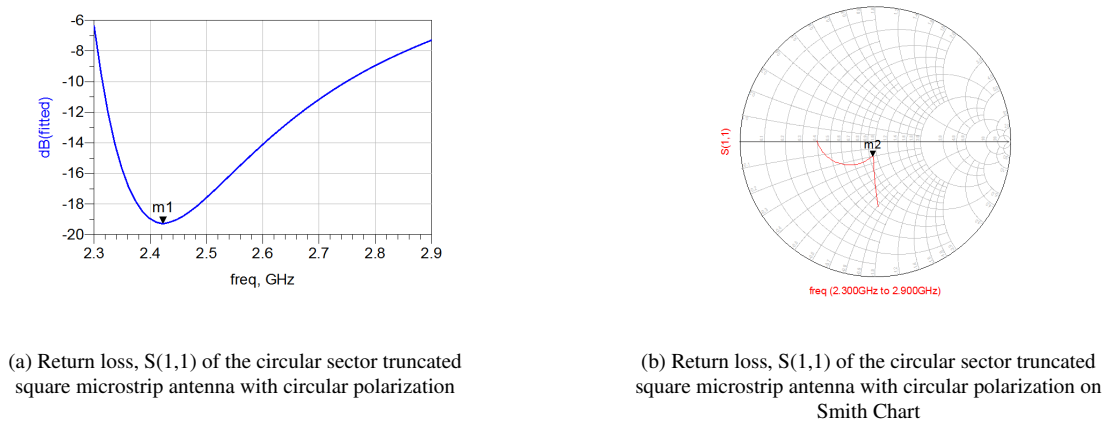 -6
-8
-10
-12
-14
-16
-18
-20
dB(fitted)
m1
2.3 2.4 2.5 2.6 2.7 2.8 2.9
freq, GHz
S(1,1)
m2
freq (2.300GHz to 2.900GHz)
(a) Return loss, S(1,1) of the circular sector truncated
square microstrip antenna with circular polarization
(b) Return loss, S(1,1) of the circular sector truncated
square microstrip antenna with circular polarization on
Smith Chart